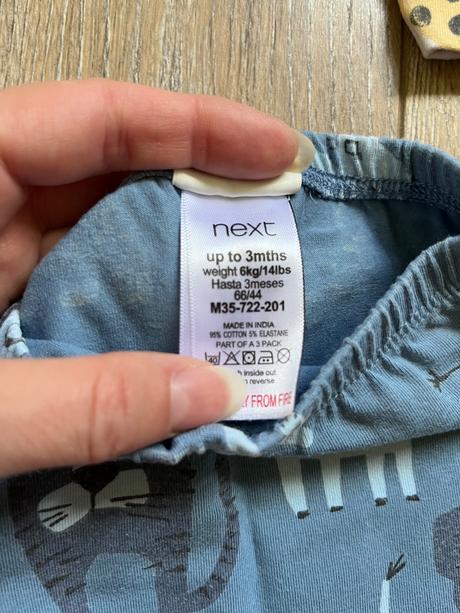 next
up to 3mths
weight 6kg/14lbs
Hasta 3meses
66/44
M35-722-201
MADE IN INDIA
95% COTTON 5% ELASTANE
PART OF A 3 PACK
40
inside out
reverse
FROM FIRE